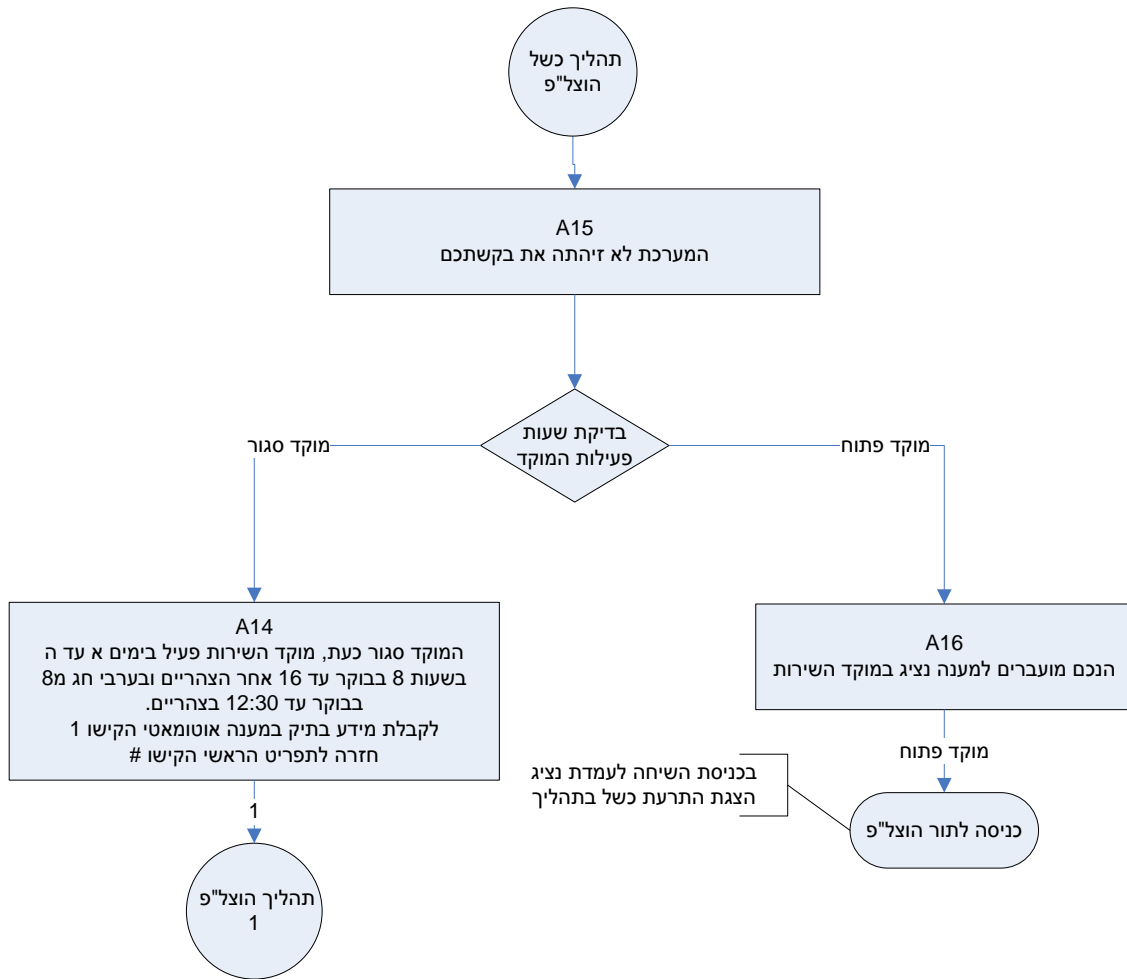 תהליך כשל
הוצל"פ
A15
המערכת לא זיהתה את בקשתכם
בדיקת שעות
פעילות המוקד
מוקד פתוח
מוקד סגור
A16
הנכם מועברים למענה נציג במוקד השירות
A14
המוקד סגור כעת, מוקד השירות פעיל בימים א עד ה
בשעות 8 בבוקר עד 16 אחר הצהריים ובערבי חג מ8
בבוקר עד 12:30 בצהריים.
לקבלת מידע בתיק במענה אוטומאטי הקישו 1
חזרה לתפריט הראשי הקישו #
מוקד פתוח
בכניסת השיחה לעמדת נציג
הצגת התרעת כשל בתהליך
כניסה לתור הוצל"פ
1
תהליך הוצל"פ
1